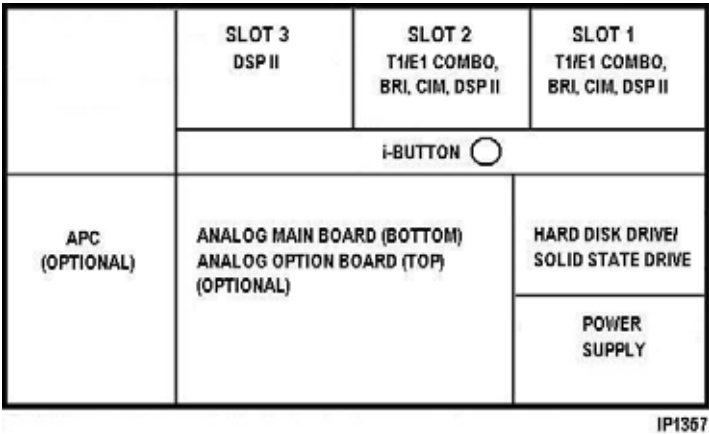 SLOT 3
DSP II
SLOT 2
T1/E1 COMBO,
BRI, CIM, DSP II
SLOT 1
T1/E1 COMBO,
BRI, CIM, DSP II
i-BUTTON
APC
(OPTIONAL)
ANALOG MAIN BOARD (BOTTOM)
ANALOG OPTION BOARD (TOP)
(OPTIONAL)
HARD DISK DRIVE/
SOLID STATE DRIVE
POWER
SUPPLY
IP1357